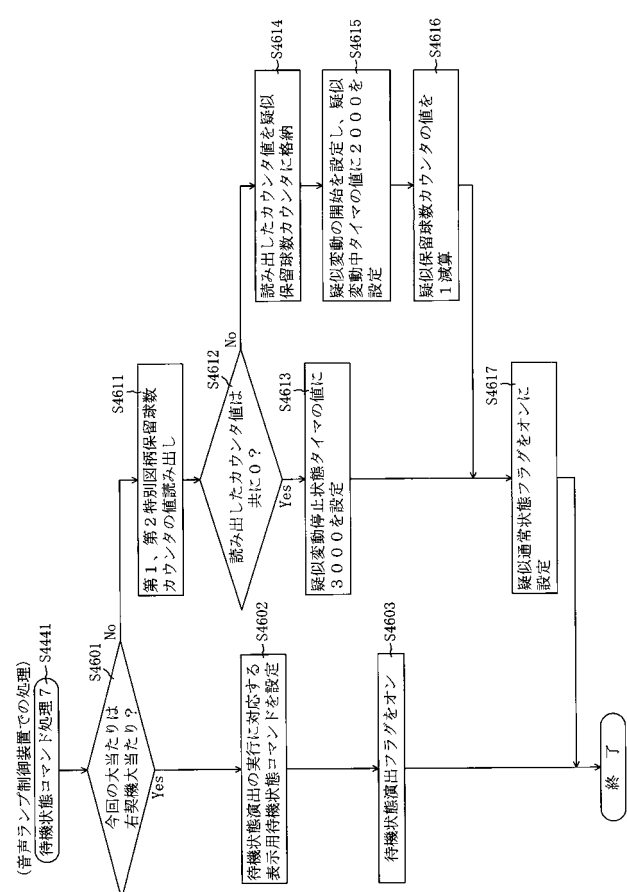 (音声ランプ制御装置での処理)
待機状態コマンド処理7
S4441
S4601
今回の大当たりは
右契機大当たり?
No
Yes
S4602
待機状態演出の実行に対応する
表示用待機状態コマンドを設定
S4603
待機状態演出フラグをオン
S4611
第1、第2特別図柄保留球数
カウンタの値読み出し
S4612
読み出したカウンタ値は
共に0?
No
Yes
S4613
疑似変動停止状態タイマの値に
3000を設定
S4614
読み出したカウンタ値を疑似
保留球数カウンタに格納
S4615
疑似変動の開始を設定し、疑似
変動中タイマの値に2000を
設定
S4616
疑似保留球数カウンタの値を
1減算
S4617
疑似通常状態フラグをオンに
設定
終了